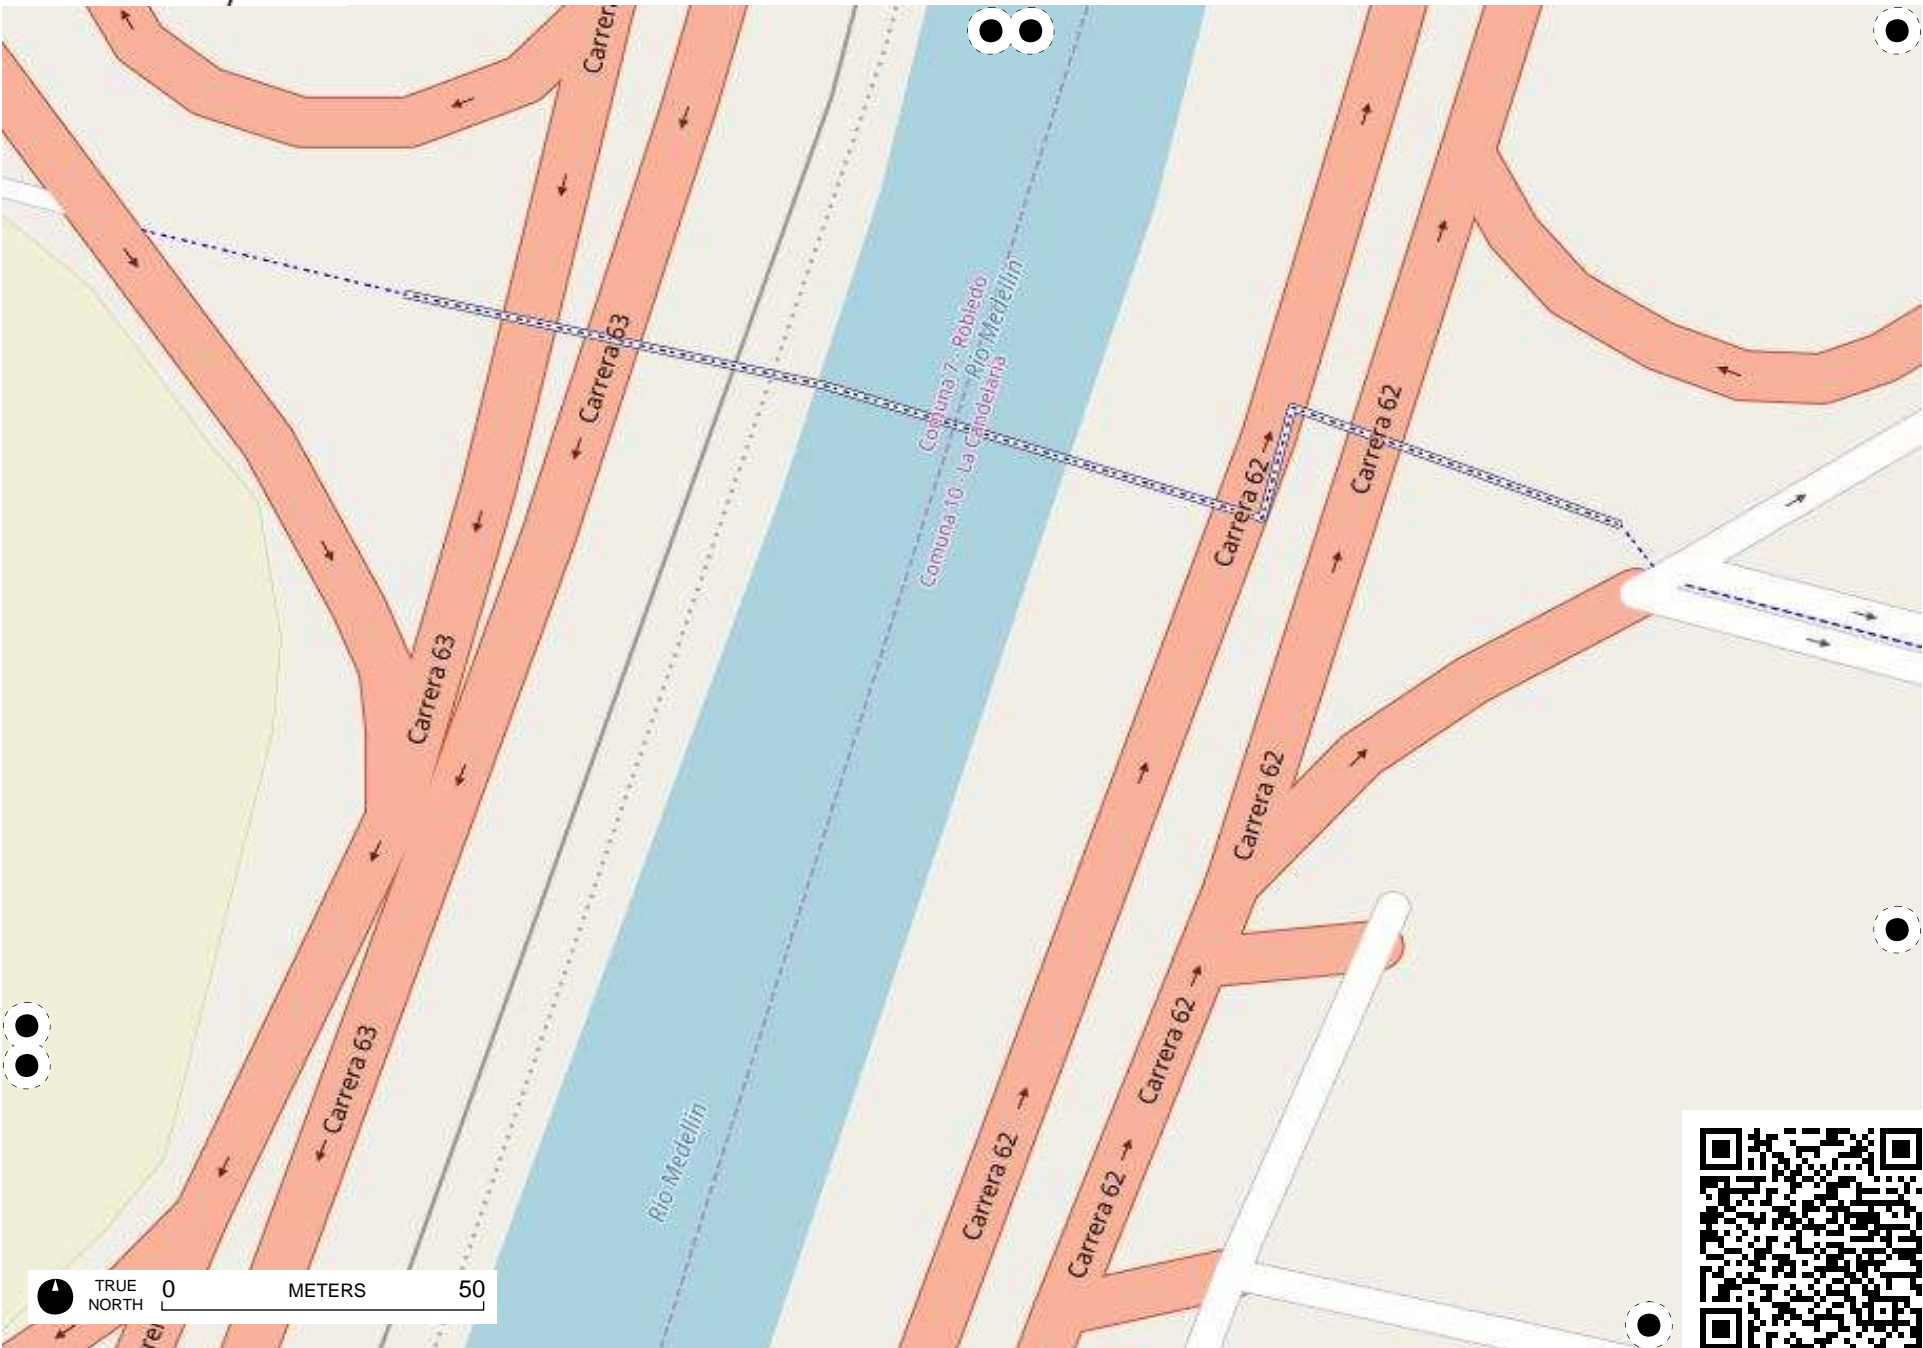 Carrera 63
Carrera 63
Carrera 63
Comuna 7 - Robledo
Río Medellín
Comuna 10 - La Candelaria
Carrera 62
Carrera 62
Carrera 62
Carrera 62
Carrera 62
Carrera 62
Río Medellín
TRUE
NORTH
0
METERS
50